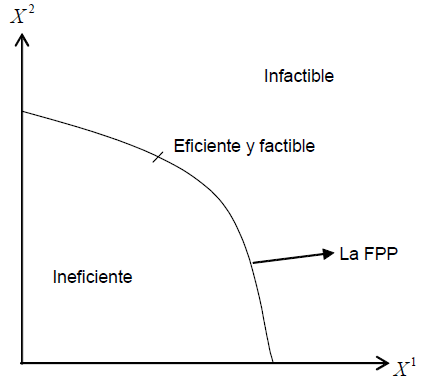 X²
Infactible
Eficiente y factible
La FPP
Ineficiente
X¹